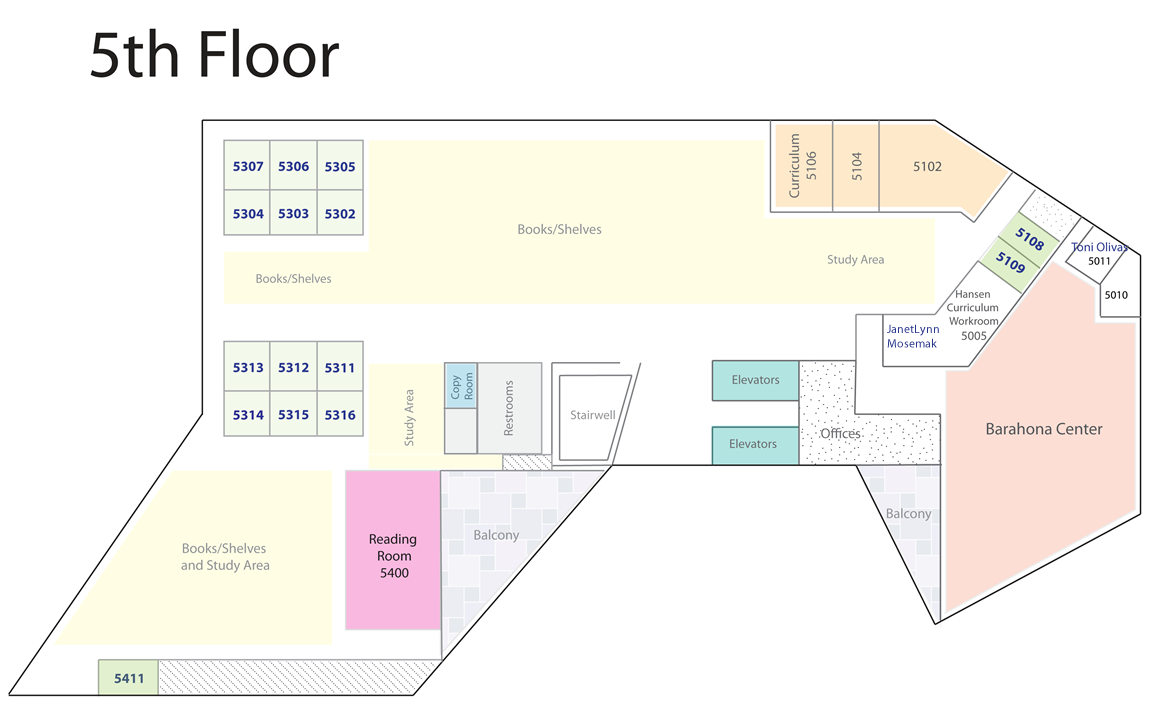 5th Floor
5307 5306 5305
5304 5303 5302
Books/Shelves
Books/Shelves
Study Area
Curriculum
5106
5104
5102
5108
5109
Toni Olivas
5011
5010
Hansen
Curriculum
Workroom
5005
JanetLynn
Mosemak
5313 5312 5311
5314 5315 5316
Study Area
Copy
Room
Restrooms
Stairwell
Elevators
Elevators
Offices
Barahona Center
Balcony
Books/Shelves
and Study Area
Reading
Room
5400
Balcony
5411